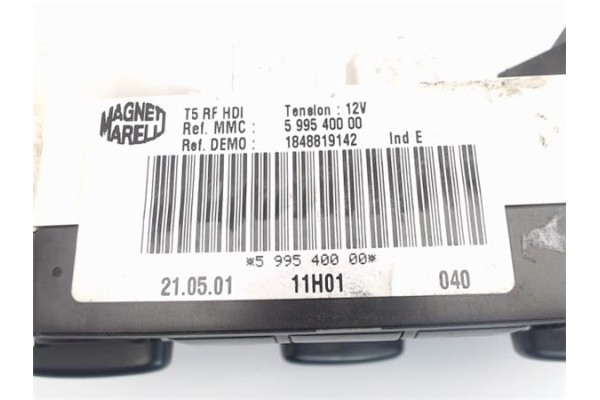 MAGNETI
MARELLI
T5 RF HDI Tension : 12V
Ref. MMC : 5 995 400 00
Ref. DEMO : 1848819142 Ind E
*5 995 400 00*
21.05.01 11H01 040